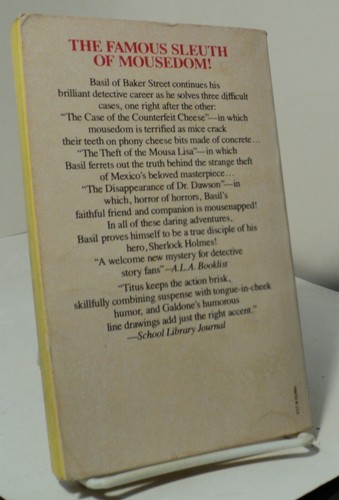 THE FAMOUS SLEUTH
OF MOUSEDOM!
Basil of Baker Street continues his
brilliant detective career as he solves three difficult
cases, one right after the other:
"The Case of the Counterfeit Cheese"—in which
mousedom is terrified as mice crack
their teeth on phony cheese bits made of concrete...
"The Theft of the Mousa Lisa"—in which
Basil ferrets out the truth behind the strange theft
of Mexico's beloved masterpiece...
"The Disappearance of Dr. Dawson"—in
which, horror of horrors, Basil's
faithful friend and companion is mousenapped!
In all of these daring adventures,
Basil proves himself to be a true disciple of his
hero, Sherlock Holmes!
"A welcome new mystery for detective
story fans"—A.L.A. Booklist
"Titus keeps the action brisk,
skillfully combining suspense with tongue-in-cheek
humor, and Galdone's humorous
line drawings add just the right accent."
—School Library Journal